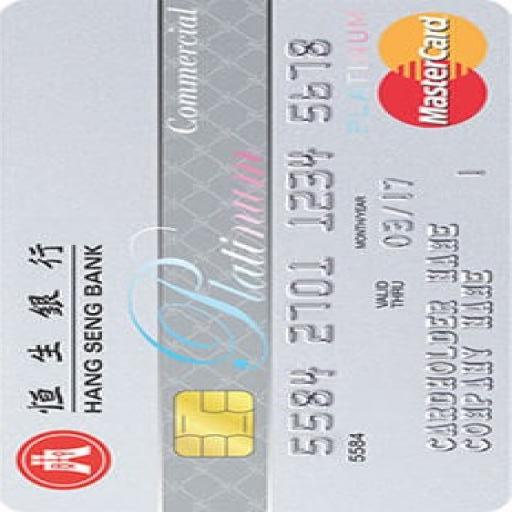 恒生銀行
HANG SENG BANK
Commercial
Platinum
5584 2701 1234 5678
5584
PLATINUM
MONTH/YEAR
VALID
THRU
03/17
1
CARDHOLDER NAME
COMPANY NAME
MasterCard